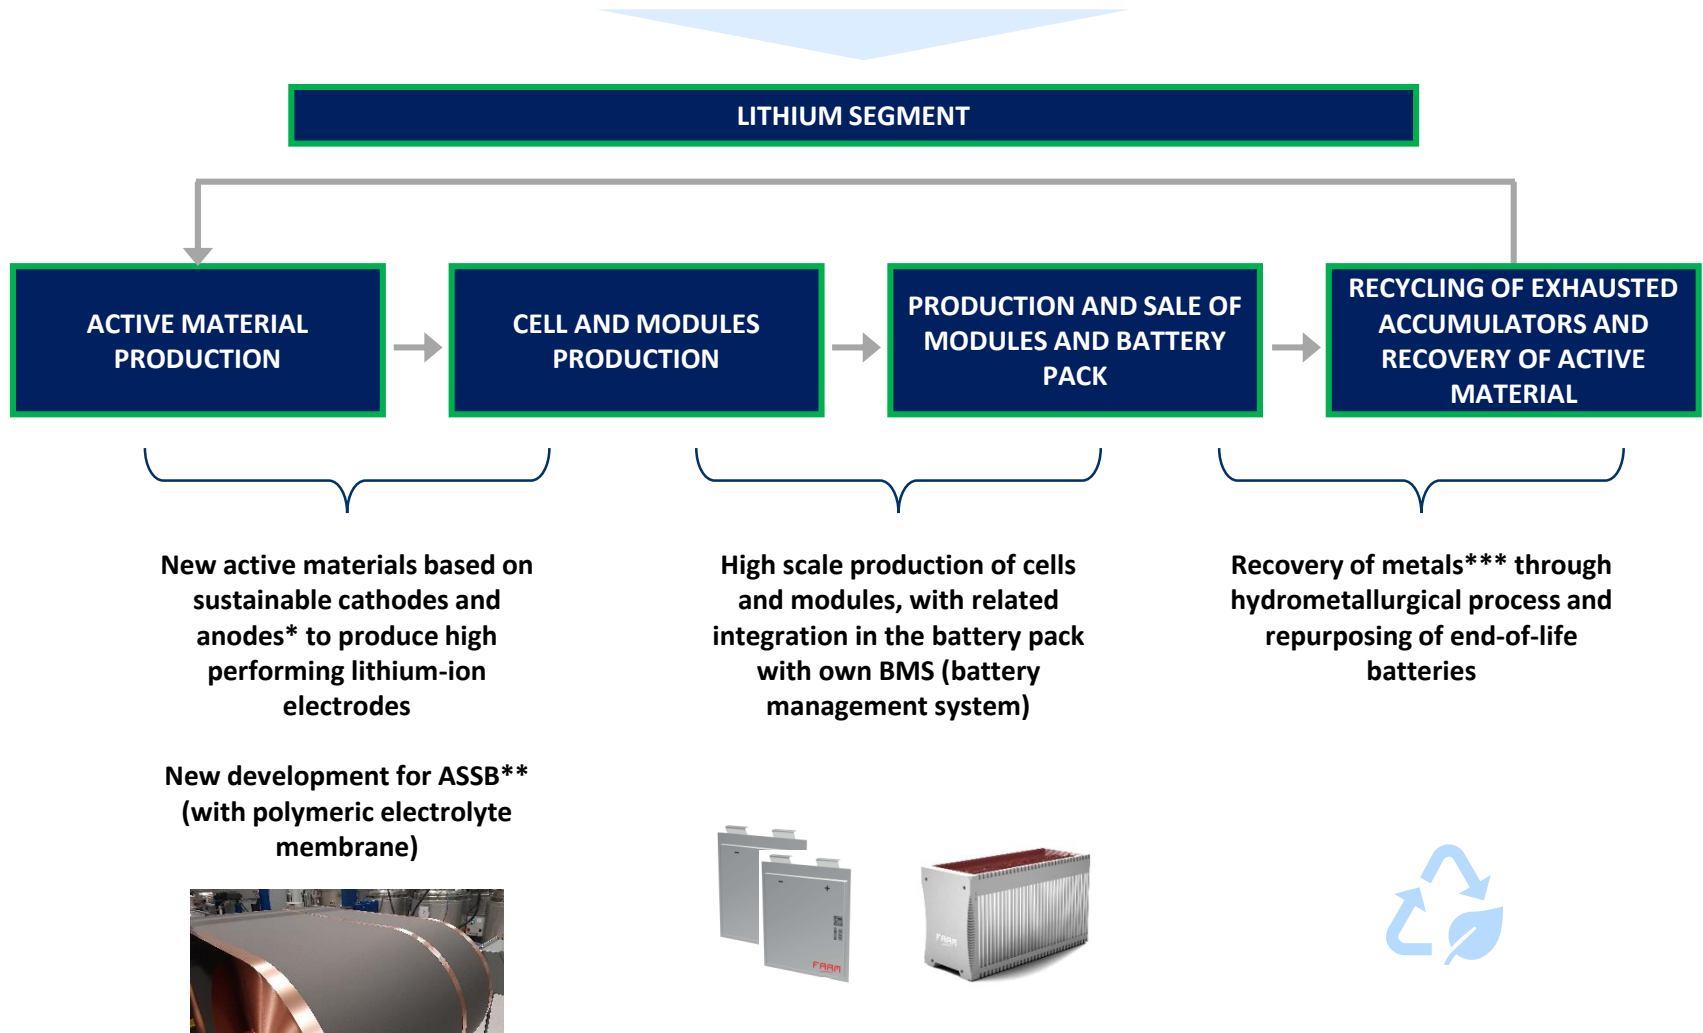 LITHIUM SEGMENT
ACTIVE MATERIAL
PRODUCTION
CELL AND MODULES
PRODUCTION
PRODUCTION AND SALE OF
MODULES AND BATTERY
PACK
RECYCLING OF EXHAUSTED
ACCUMULATORS AND
RECOVERY OF ACTIVE
MATERIAL
New active materials based on
sustainable cathodes and
anodes* to produce high
performing lithium-ion
electrodes
New development for ASSB**
(with polymeric electrolyte
membrane)
High scale production of cells
and modules, with related
integration in the battery pack
with own BMS (battery
management system)
- 
- +
FAAM
FAAM
Recovery of metals*** through
hydrometallurgical process and
repurposing of end-of-life
batteries